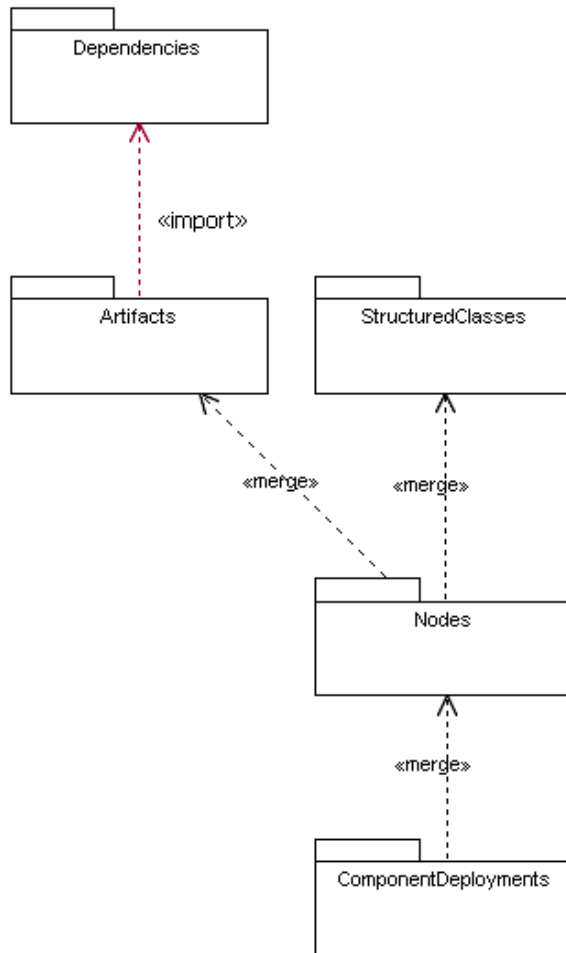 Dependencies
«import»
Artifacts
StructuredClasses
«merge»
«merge»
Nodes
«merge»
ComponentDeployments